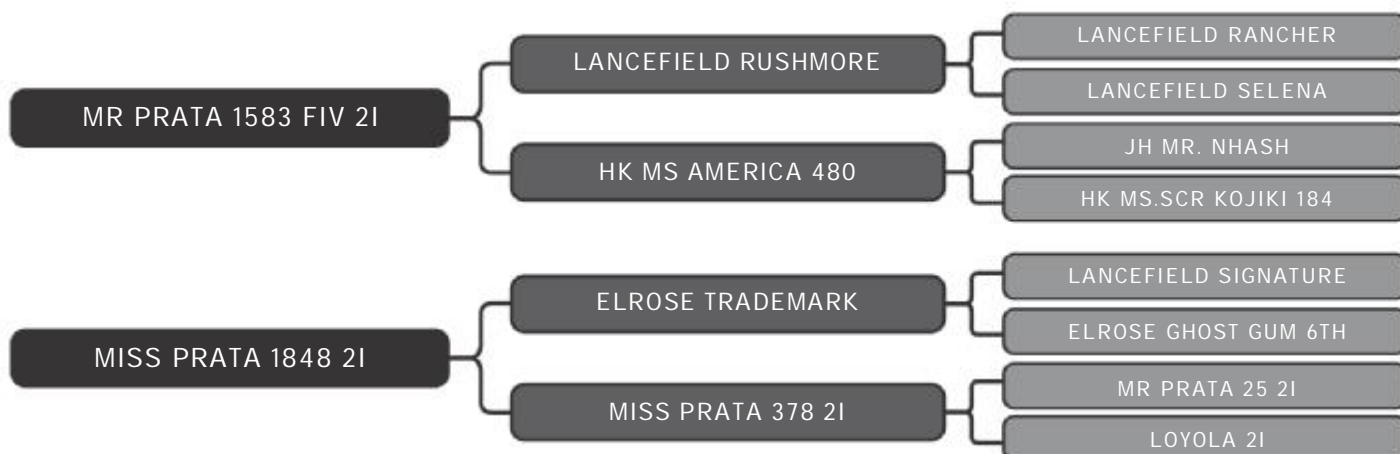 MR PRATA 1583 FIV 2I
LANCEFIELD RUSHMORE
LANCEFIELD RANCHER
LANCEFIELD SELENA
HK MS AMERICA 480
JH MR. NHASH
HK MS.SCR KOJIKI 184
MISS PRATA 1848 2I
ELROSE TRADEMARK
LANCEFIELD SIGNATURE
ELROSE GHOST GUM 6TH
MISS PRATA 378 2I
MR PRATA 25 2I
LOYOLA 2I